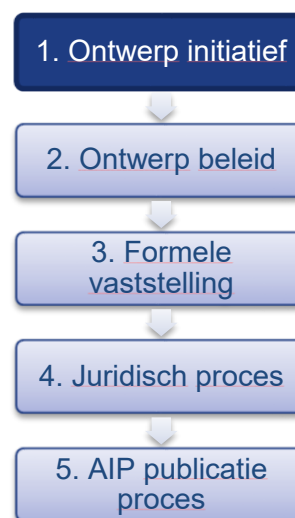 1. Ontwerp initiatief
2. Ontwerp beleid
3. Formele
vaststelling
4. Juridisch proces
5. AIP publicatie
proces